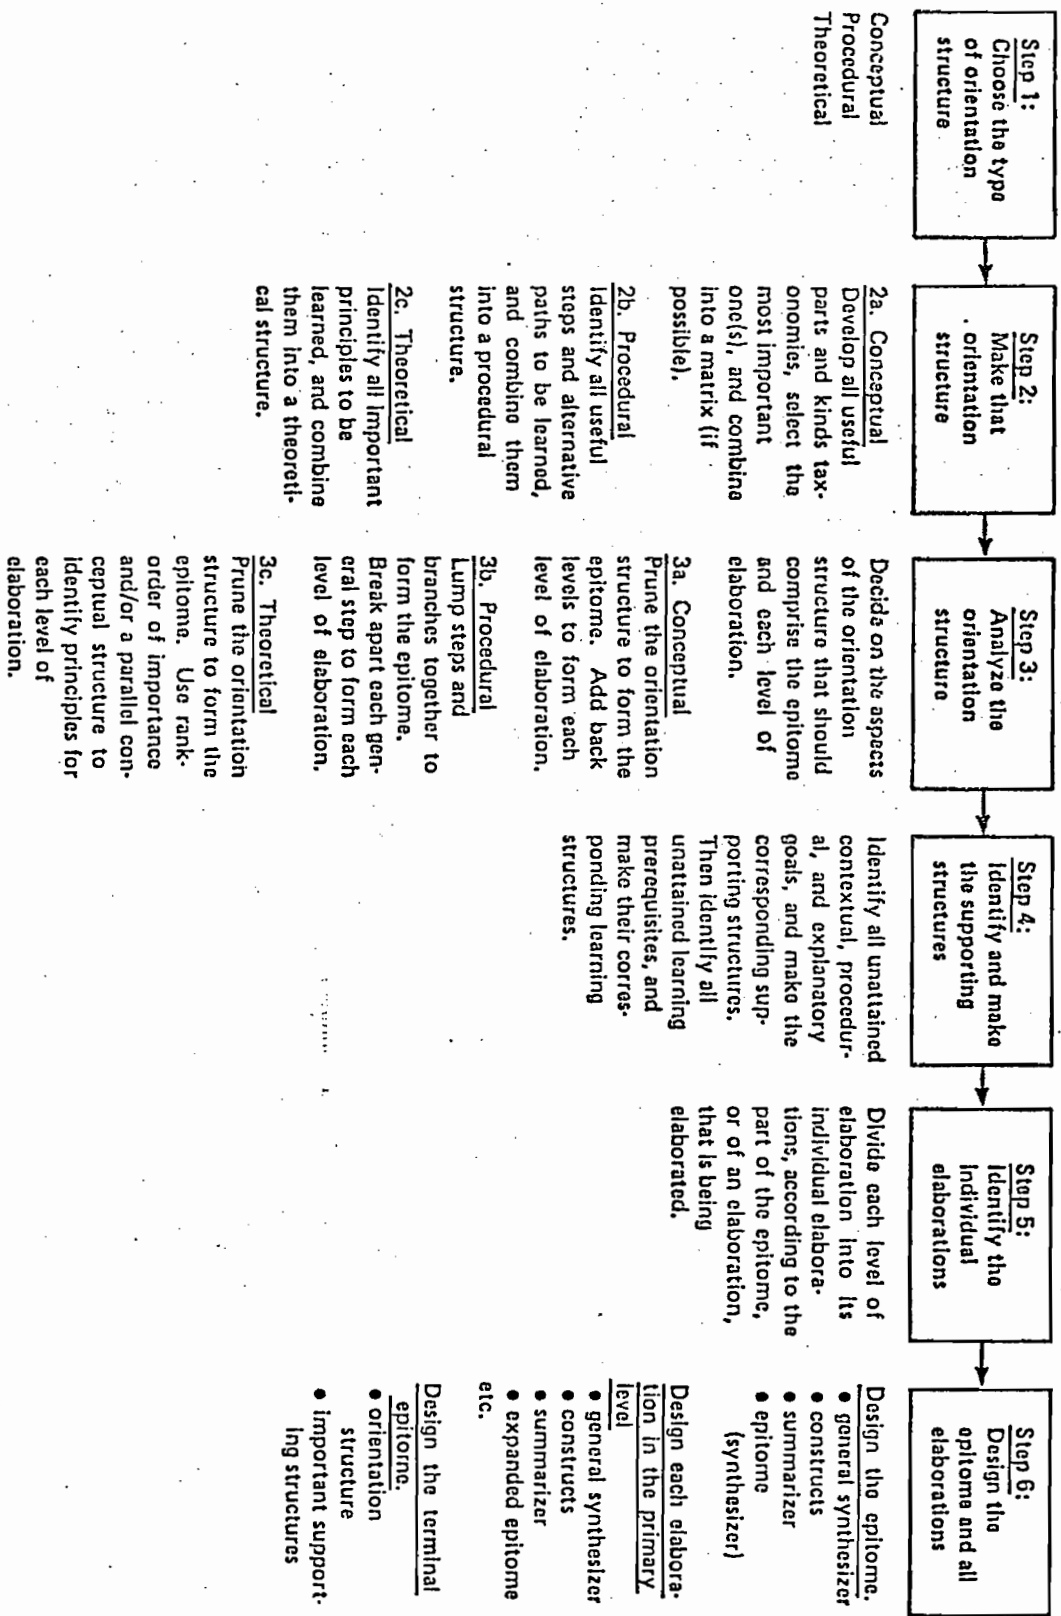 Step 1:
Choose the type
of orientation
structure
Conceptual
Procedural
Theoretical
Step 2:
Make that
orientation
structure
2a. Conceptual
Develop all useful
parts and kinds tax-
onomies, select the
most important
one(s), and combine
into a matrix (if
possible).
2b. Procedural
Identify all useful
steps and alternative
paths to be learned,
and combine them
into a procedural
structure.
2c. Theoretical
Identify all important
principles to be
learned, and combine
them into a theoreti-
cal structure.
Step 3:
Analyze the
orientation
structure
Decide on the aspects
of the orientation
structure that should
comprise the epitome
and each level of
elaboration.
3a. Conceptual
Prune the orientation
structure to form the
epitome. Add back
levels to form each
level of elaboration.
3b. Procedural
Lump steps and
branches together to
form the epitome.
Break apart each gen-
eral step to form each
level of elaboration.
3c. Theoretical
Prune the orientation
structure to form the
epitome. Use rank-
order of importance
and/or a parallel con-
ceptual structure to
identify principles for
each level of
elaboration.
Step 4:
Identify and make
the supporting
structures
Identify all unattained
contextual, procedur-
al, and explanatory
goals, and make the
corresponding sup-
porting structures.
Then identify all
unattained learning
prerequisites, and
make their corres-
ponding learning
structures.
Step 5:
Identify the
individual
elaborations
Divide each level of
elaboration into its
individual elabora-
tions, according to the
part of the epitome,
or of an elaboration,
that is being
elaborated.
Step 6:
Design the
epitome and all
elaborations
Design the epitome.
• general synthesizer
• constructs
• summarizer
• epitome
(synthesizer)
Design each elabora-
tion in the primary
level
• general synthesizer
• constructs
• summarizer
• expanded epitome
etc.
Design the terminal
epitome.
• orientation
structure
• important support-
ing structures